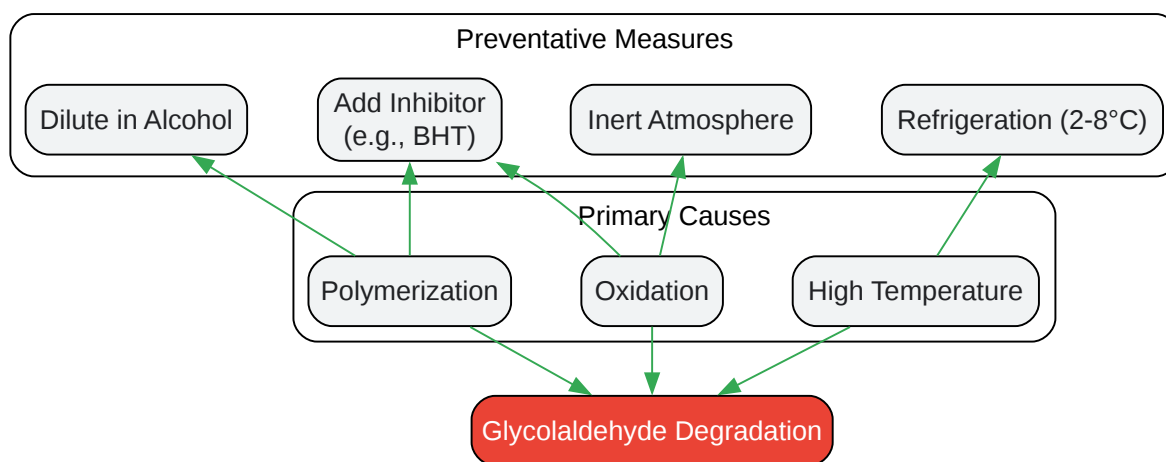 Preventative Measures
Dilute in Alcohol
Add Inhibitor
(e.g., BHT)
Inert Atmosphere
Refrigeration (2-8°C)
Primary Causes
Polymerization
Oxidation
High Temperature
Glycolaldehyde Degradation